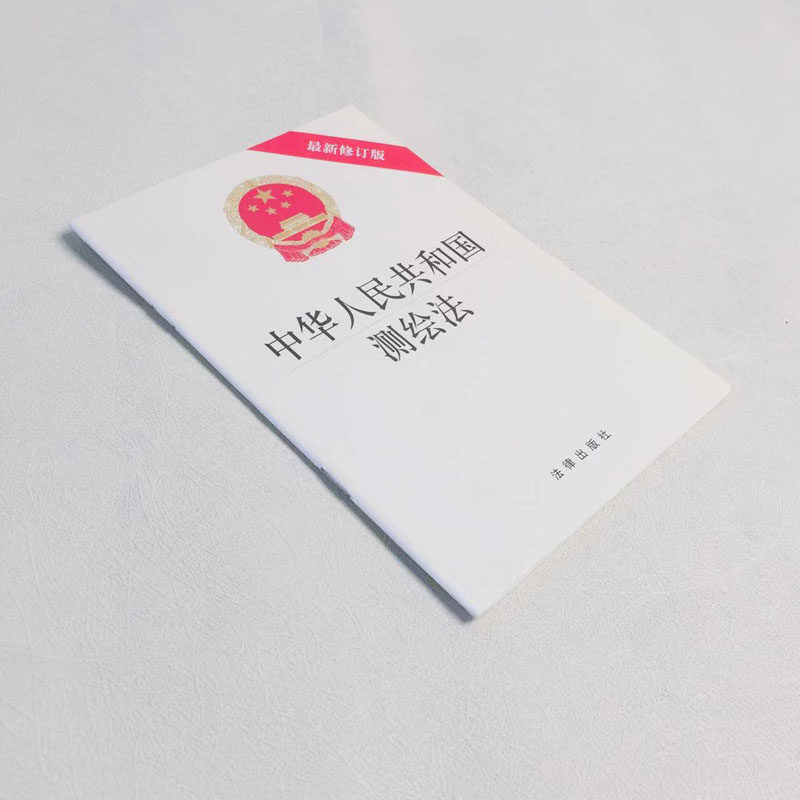 最新修订版
中华人民共和国
测绘法
法律出版社